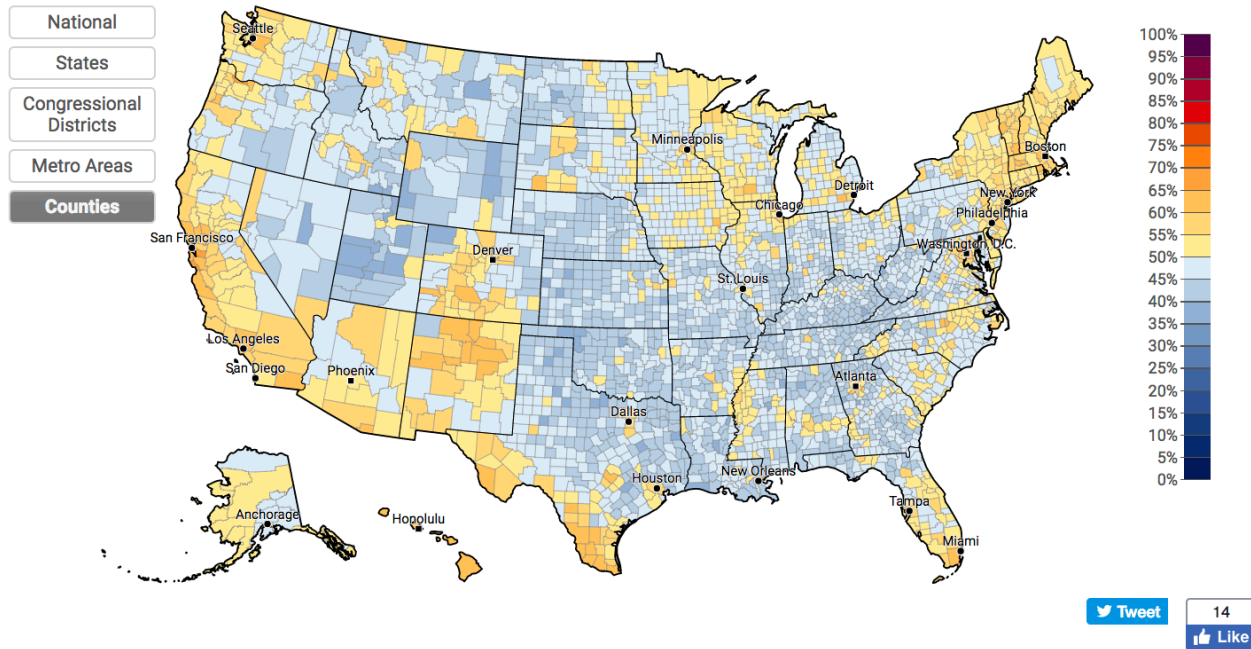 National
States
Congressional
Districts
Metro Areas
Counties
Seattle
Minneapolis
Boston
Detroit
New York
Chicago
Philadelphia
San Francisco
Denver
Washington, D.C.
St. Louis
Los Angeles
San Diego
Phoenix
Atlanta
Dallas
New Orleans
Houston
Tampa
Anchorage
Honolulu
Miami
100%
95%
90%
85%
80%
75%
70%
65%
60%
55%
50%
45%
40%
35%
30%
25%
20%
15%
10%
5%
0%
Tweet
14
Like